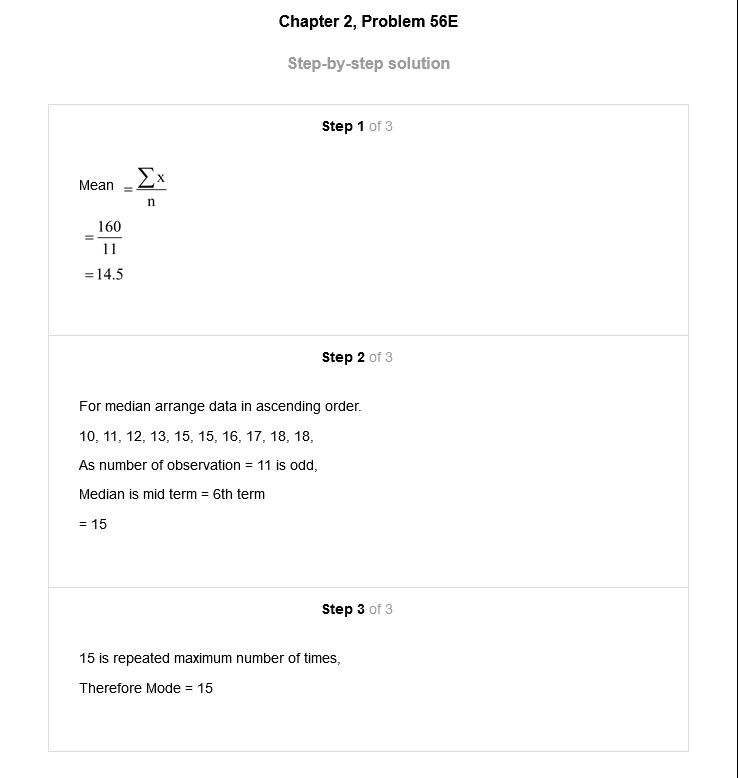 Chapter 2, Problem 56E
Step-by-step solution
Step 1 of 3
Mean = ∑x
n
= 160
11
= 14.5
Step 2 of 3
For median arrange data in ascending order.
10, 11, 12, 13, 15, 15, 16, 17, 18, 18,
As number of observation = 11 is odd,
Median is mid term = 6th term
= 15
Step 3 of 3
15 is repeated maximum number of times,
Therefore Mode = 15